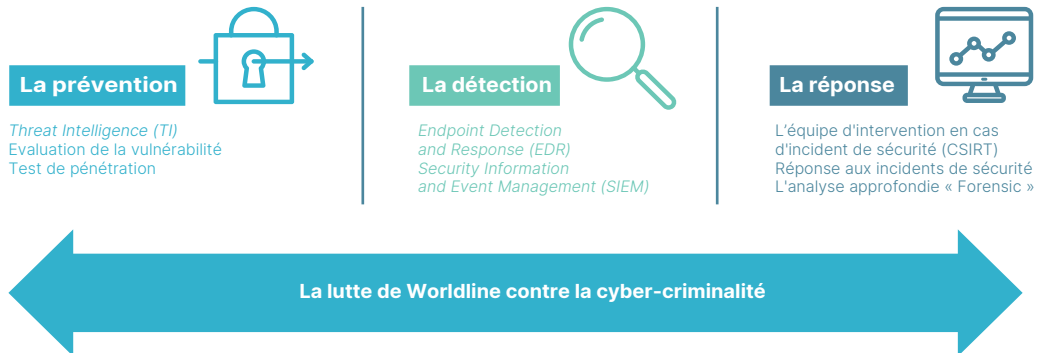 La prévention
Threat Intelligence (TI)
Evaluation de la vulnérabilité
Test de pénétration
La détection
Endpoint Detection
and Response (EDR)
Security Information
and Event Management (SIEM)
La réponse
L’équipe d'intervention en cas
d'incident de sécurité (CSIRT)
Réponse aux incidents de sécurité
L'analyse approfondie « Forensic »
La lutte de Worldline contre la cyber-criminalité